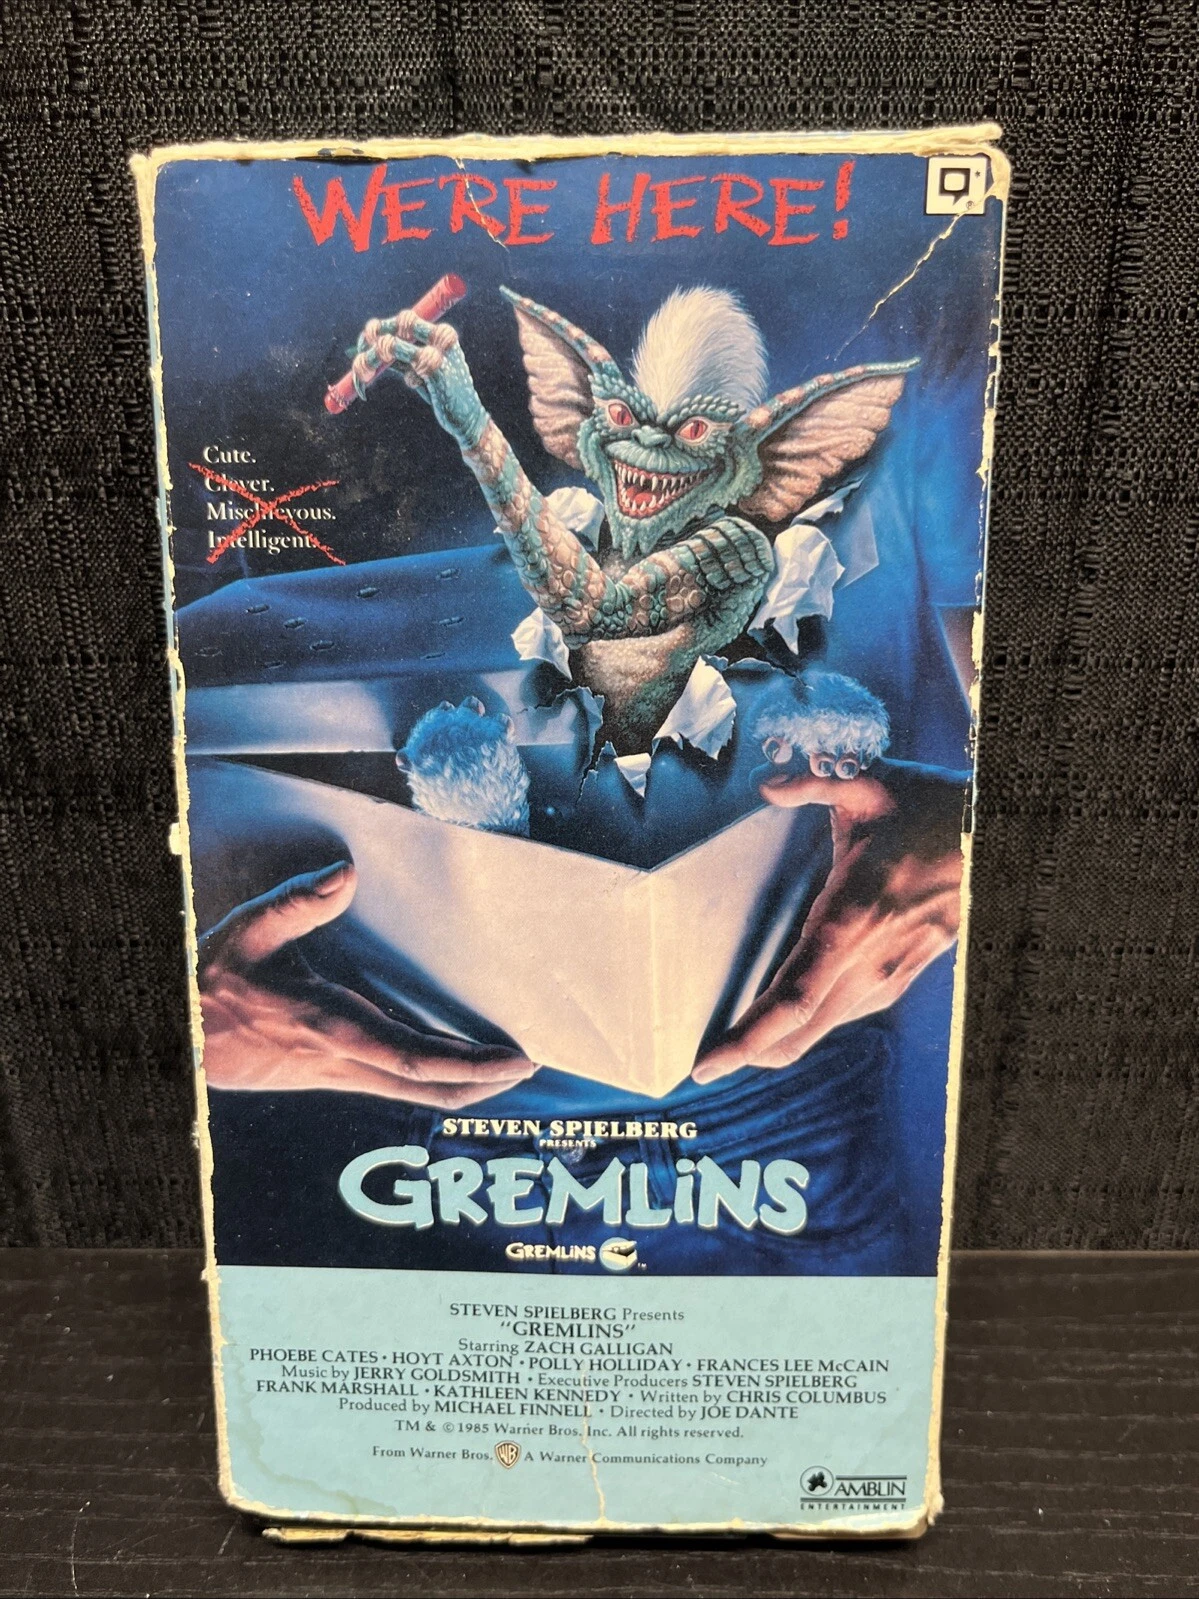 WE'RE HERE!
Cute.
Clever.
Mischievous.
Intelligent.
STEVEN SPIELBERG
PRESENTS
GREMLiNS
GREMLiNS ™
STEVEN SPIELBERG Presents
"GREMLINS"
Starring ZACH GALLIGAN
PHOEBE CATES • HOYT AXTON • POLLY HOLLIDAY • FRANCES LEE McCAIN
Music by JERRY GOLDSMITH • Executive Producers STEVEN SPIELBERG
FRANK MARSHALL • KATHLEEN KENNEDY • Written by CHRIS COLUMBUS
Produced by MICHAEL FINNELL • Directed by JOE DANTE
TM & © 1985 Warner Bros. Inc. All rights reserved.
From Warner Bros. WB A Warner Communications Company
AMBLIN
ENTERTAINMENT